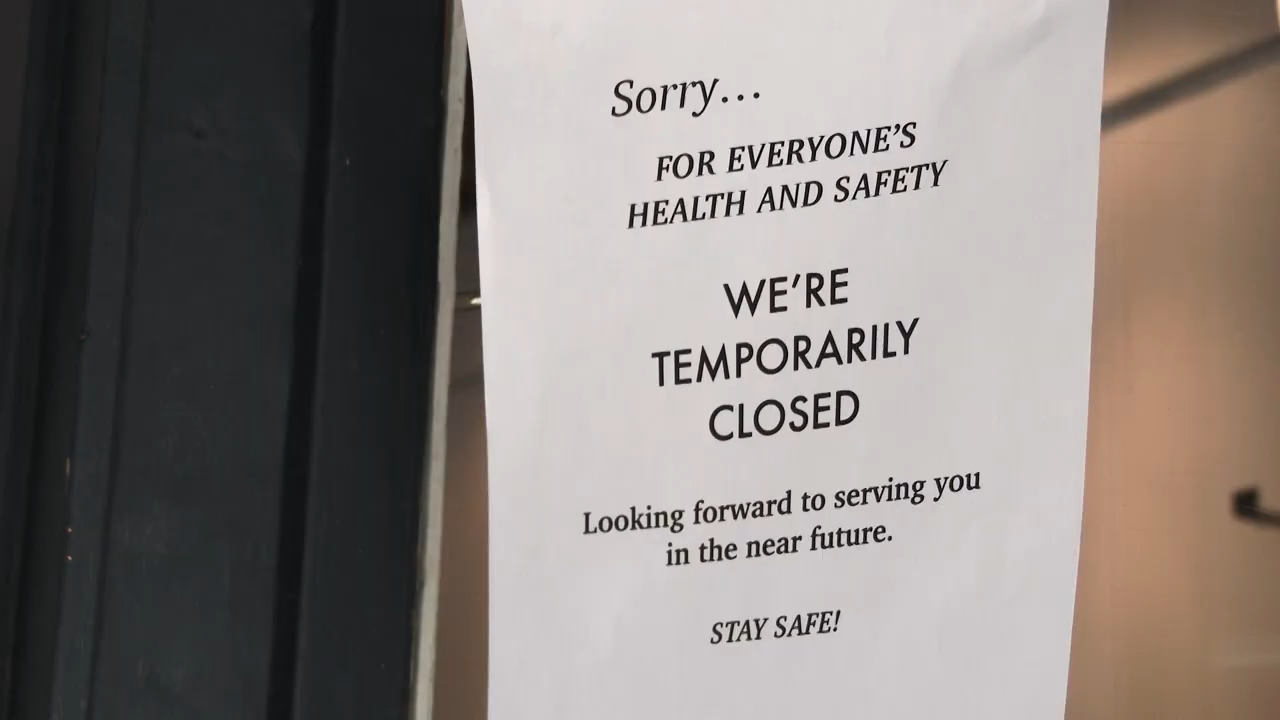 Sorry...
FOR EVERYONE'S
HEALTH AND SAFETY
WE'RE
TEMPORARILY
CLOSED
Looking forward to serving you
in the near future.
STAY SAFE!